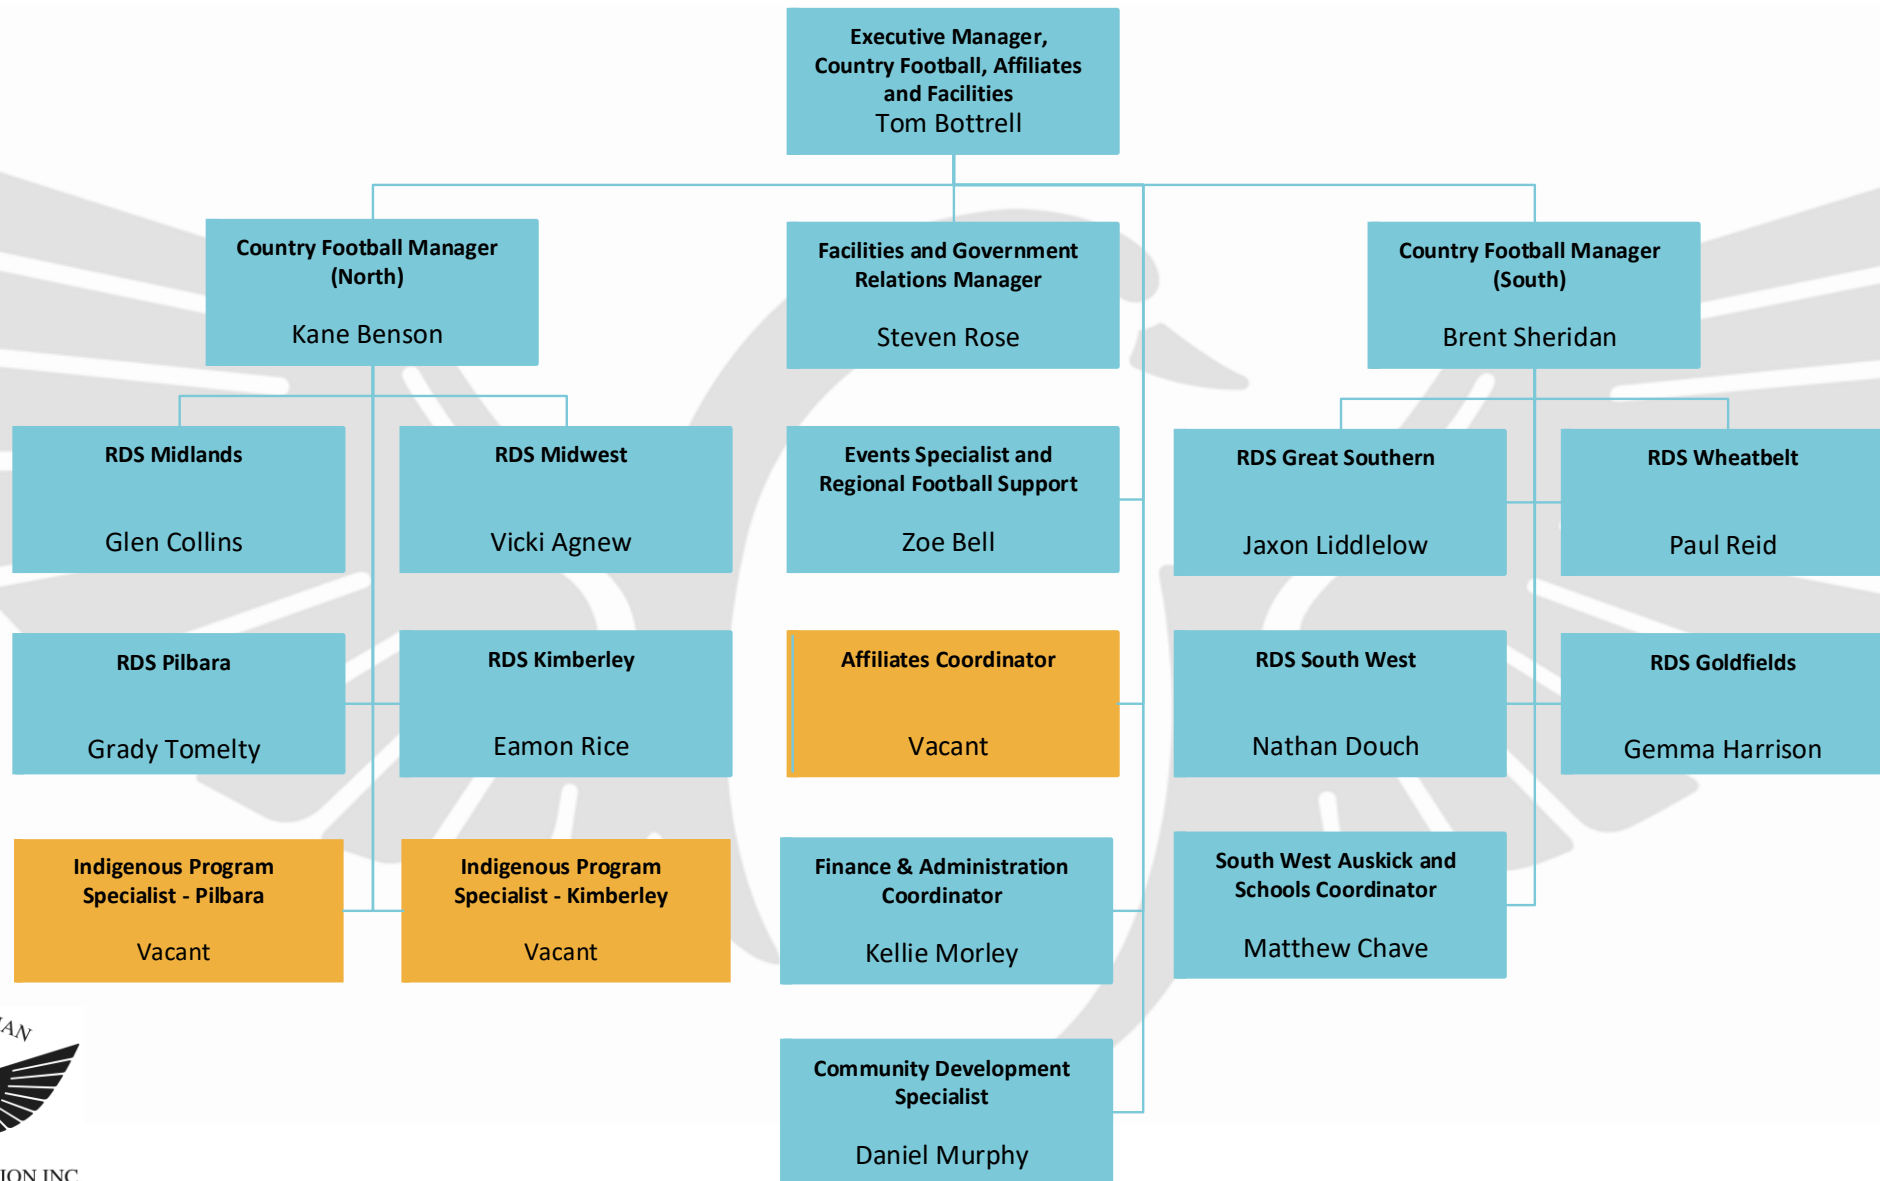 Executive Manager,
Country Football, Affiliates
and Facilities
Tom Bottrell
Country Football Manager
(North)
Kane Benson
Facilities and Government
Relations Manager
Steven Rose
Country Football Manager
(South)
Brent Sheridan
RDS Midlands
Glen Collins
RDS Midwest
Vicki Agnew
Events Specialist and
Regional Football Support
Zoe Bell
RDS Great Southern
Jaxon Liddlelow
RDS Wheatbelt
Paul Reid
RDS Pilbara
Grady Tomelty
RDS Kimberley
Eamon Rice
Affiliates Coordinator
Vacant
RDS South West
Nathan Douch
RDS Goldfields
Gemma Harrison
Indigenous Program
Specialist - Pilbara
Vacant
Indigenous Program
Specialist - Kimberley
Vacant
Finance & Administration
Coordinator
Kellie Morley
South West Auskick and
Schools Coordinator
Matthew Chave
Community Development
Specialist
Daniel Murphy
INC